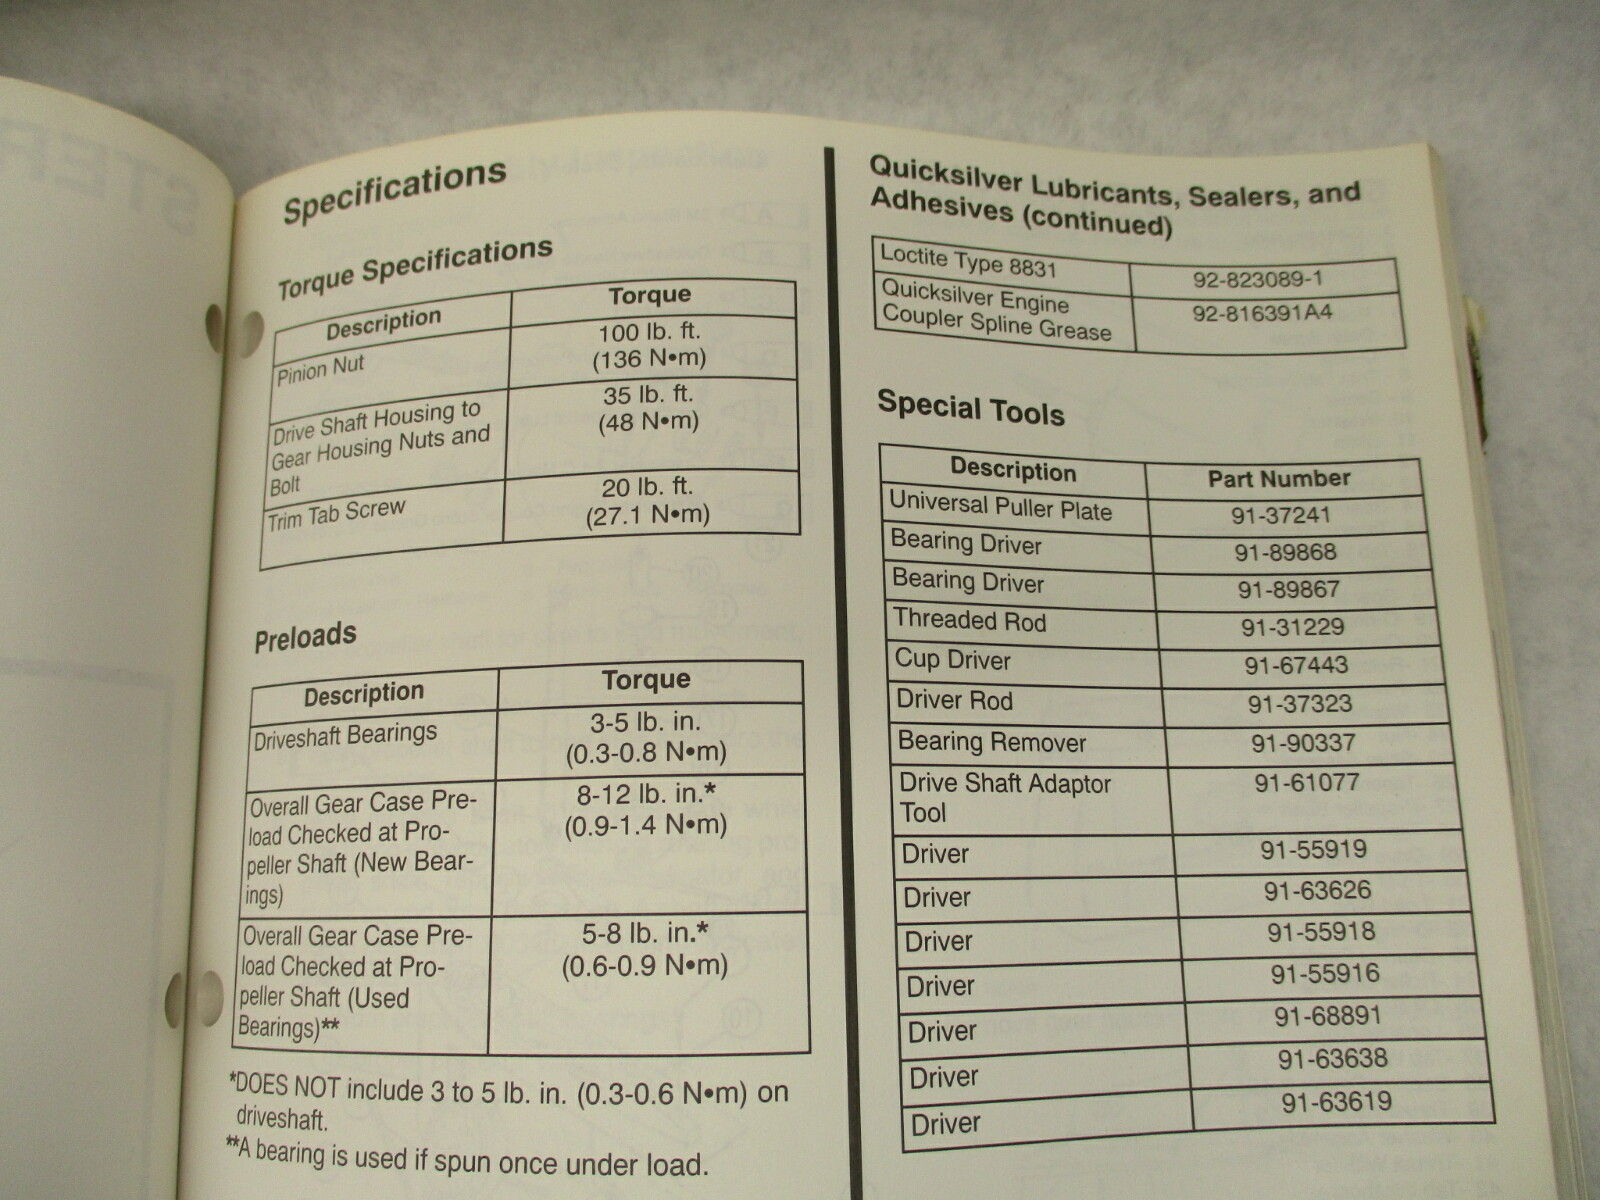 Specifications
Torque Specifications
Description Torque
Pinion Nut 100 lb. ft.
(136 N•m)
Drive Shaft Housing to 35 lb. ft.
Gear Housing Nuts and (48 N•m)
Bolt
Trim Tab Screw 20 lb. ft.
(27.1 N•m)
Preloads
Description Torque
Driveshaft Bearings 3-5 lb. in.
(0.3-0.8 N•m)
Overall Gear Case Pre- 8-12 lb. in.*
load Checked at Pro- (0.9-1.4 N•m)
peller Shaft (New Bear-
ings)
Overall Gear Case Pre- 5-8 lb. in.*
load Checked at Pro- (0.6-0.9 N•m)
peller Shaft (Used
Bearings)**
*DOES NOT include 3 to 5 lb. in. (0.3-0.6 N•m) on
driveshaft.
**A bearing is used if spun once under load.
Quicksilver Lubricants, Sealers, and
Adhesives (continued)
Loctite Type 8831 92-823089-1
Quicksilver Engine 92-816391A4
Coupler Spline Grease
Special Tools
Description Part Number
Universal Puller Plate 91-37241
Bearing Driver 91-89868
Bearing Driver 91-89867
Threaded Rod 91-31229
Cup Driver 91-67443
Driver Rod 91-37323
Bearing Remover 91-90337
Drive Shaft Adaptor 91-61077
Tool
Driver 91-55919
Driver 91-63626
Driver 91-55918
Driver 91-55916
Driver 91-68891
Driver 91-63638
Driver 91-63619